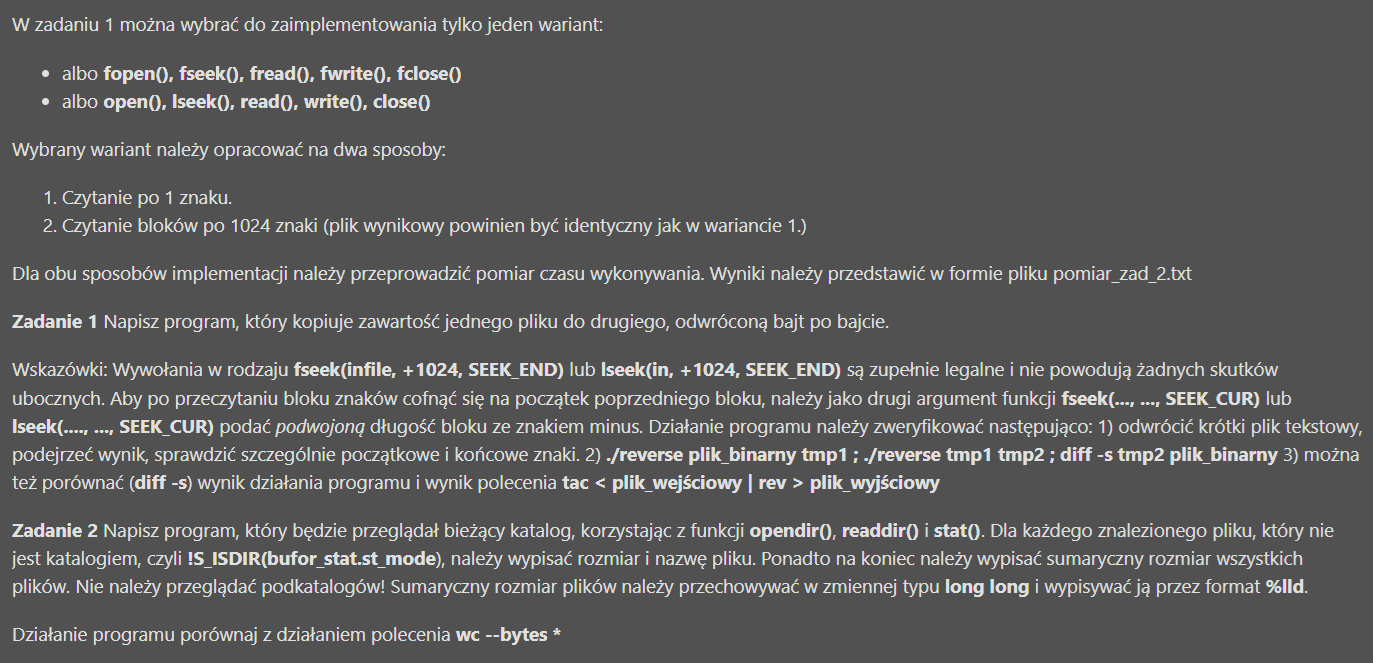 W zadaniu 1 można wybrać do zaimplementowania tylko jeden wariant:
• albo fopen(), fseek(), fread(), fwrite(), fclose()
• albo open(), lseek(), read(), write(), close()
Wybrany wariant należy opracować na dwa sposoby:
1. Czytanie po 1 znaku.
2. Czytanie bloków po 1024 znaki (plik wynikowy powinien być identyczny jak w wariancie 1.)
Dla obu sposobów implementacji należy przeprowadzić pomiar czasu wykonywania. Wyniki należy przedstawić w formie pliku pomiar_zad_2.txt
Zadanie 1 Napisz program, który kopiuje zawartość jednego pliku do drugiego, odwróconą bajt po bajcie.
Wskazówki: Wywołania w rodzaju fseek(infile, +1024, SEEK_END) lub lseek(in, +1024, SEEK_END) są zupełnie legalne i nie powodują żadnych skutków
ubocznych. Aby po przeczytaniu bloku znaków cofnąć się na początek poprzedniego bloku, należy jako drugi argument funkcji fseek(..., ..., SEEK_CUR) lub
lseek(...., ..., SEEK_CUR) podać podwojoną długość bloku ze znakiem minus. Działanie programu należy zweryfikować następująco: 1) odwrócić krótki plik tekstowy,
podejrzeć wynik, sprawdzić szczególnie początkowe i końcowe znaki. 2) ./reverse plik_binarny tmp1 ; ./reverse tmp1 tmp2 ; diff -s tmp2 plik_binarny 3) można
też porównać (diff -s) wynik działania programu i wynik polecenia tac < plik_wejściowy | rev > plik_wyjściowy
Zadanie 2 Napisz program, który będzie przeglądał bieżący katalog, korzystając z funkcji opendir(), readdir() i stat(). Dla każdego znalezionego pliku, który nie
jest katalogiem, czyli !S_ISDIR(bufor_stat.st_mode), należy wypisać rozmiar i nazwę pliku. Ponadto na koniec należy wypisać sumaryczny rozmiar wszystkich
plików. Nie należy przeglądać podkatalogów! Sumaryczny rozmiar plików należy przechowywać w zmiennej typu long long i wypisywać ją przez format %lld.
Działanie programu porównaj z działaniem polecenia wc --bytes *